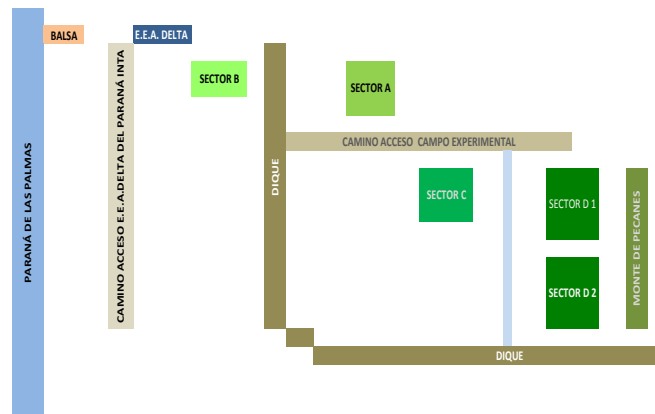 BALSA
E.E.A. DELTA
SECTOR B
SECTOR A
PARANÁ DE LAS PALMAS
CAMINO ACCESO E.E.A.DELTA DEL PARANÁ INTA
DIQUE
CAMINO ACCESO  CAMPO EXPERIMENTAL
SECTOR C
SECTOR D 1
MONTE DE PECANES
SECTOR D 2
DIQUE